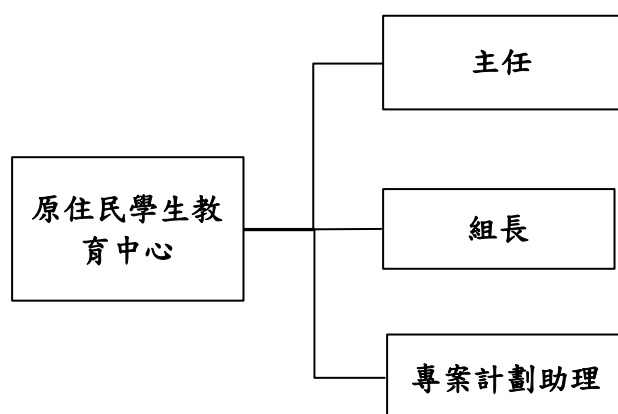 主任
原住民學生教
育中心
組長
專案計劃助理